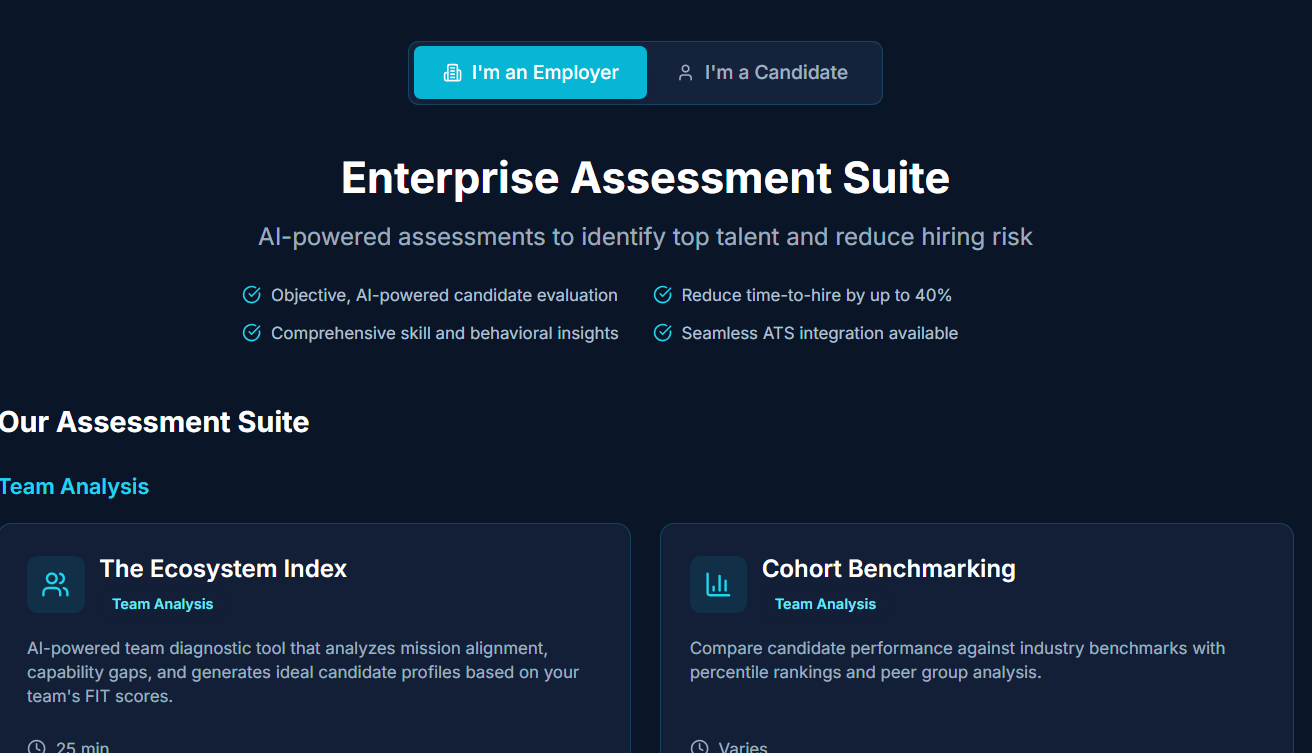 I'm an Employer
I'm a Candidate
Enterprise Assessment Suite
AI-powered assessments to identify top talent and reduce hiring risk
Objective, AI-powered candidate evaluation
Reduce time-to-hire by up to 40%
Comprehensive skill and behavioral insights
Seamless ATS integration available
Our Assessment Suite
Team Analysis
The Ecosystem Index
Team Analysis
AI-powered team diagnostic tool that analyzes mission alignment,
capability gaps, and generates ideal candidate profiles based on your
team's FIT scores.
25 min
Cohort Benchmarking
Team Analysis
Compare candidate performance against industry benchmarks with
percentile rankings and peer group analysis.
Varies